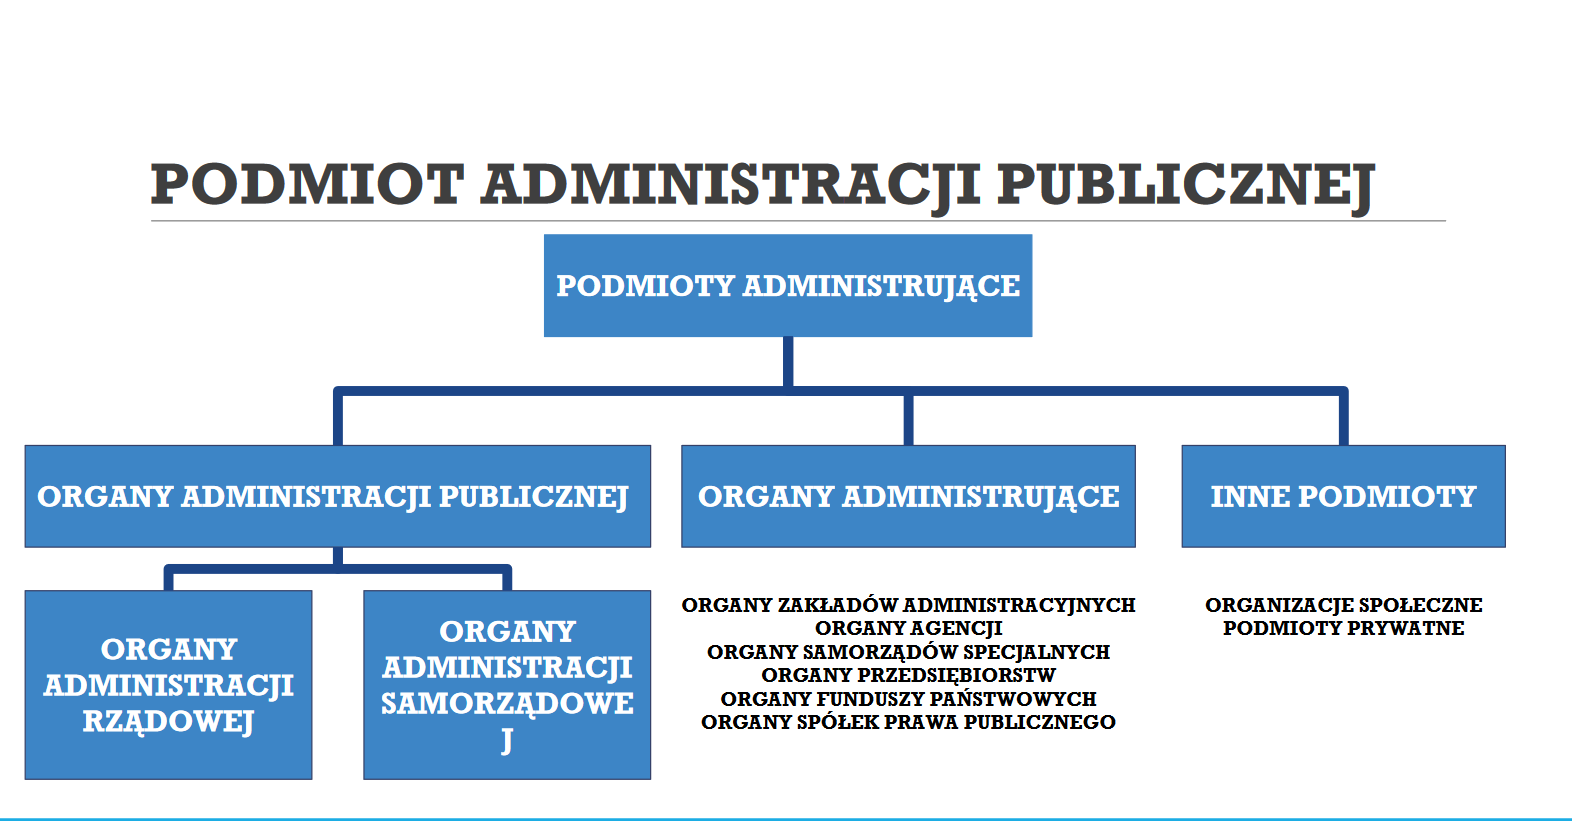 PODMIOT ADMINISTRACJI PUBLICZNEJ
PODMIOTY ADMINISTRUJĄCE
ORGANY ADMINISTRACJI PUBLICZNEJ
ORGANY ADMINISTRUJĄCE
INNE PODMIOTY
ORGANY
ADMINISTRACJI
RZĄDOWEJ
ORGANY
ADMINISTRACJI
SAMORZĄDOWE
J
ORGANY ZAKŁADÓW ADMINISTRACYJNYCH
ORGANY AGENCJI
ORGANY SAMORZĄDÓW SPECJALNYCH
ORGANY PRZEDSIĘBIORSTW
ORGANY FUNDUSZY PAŃSTWOWYCH
ORGANY SPÓŁEK PRAWA PUBLICZNEGO
ORGANIZACJE SPOŁECZNE
PODMIOTY PRYWATNE